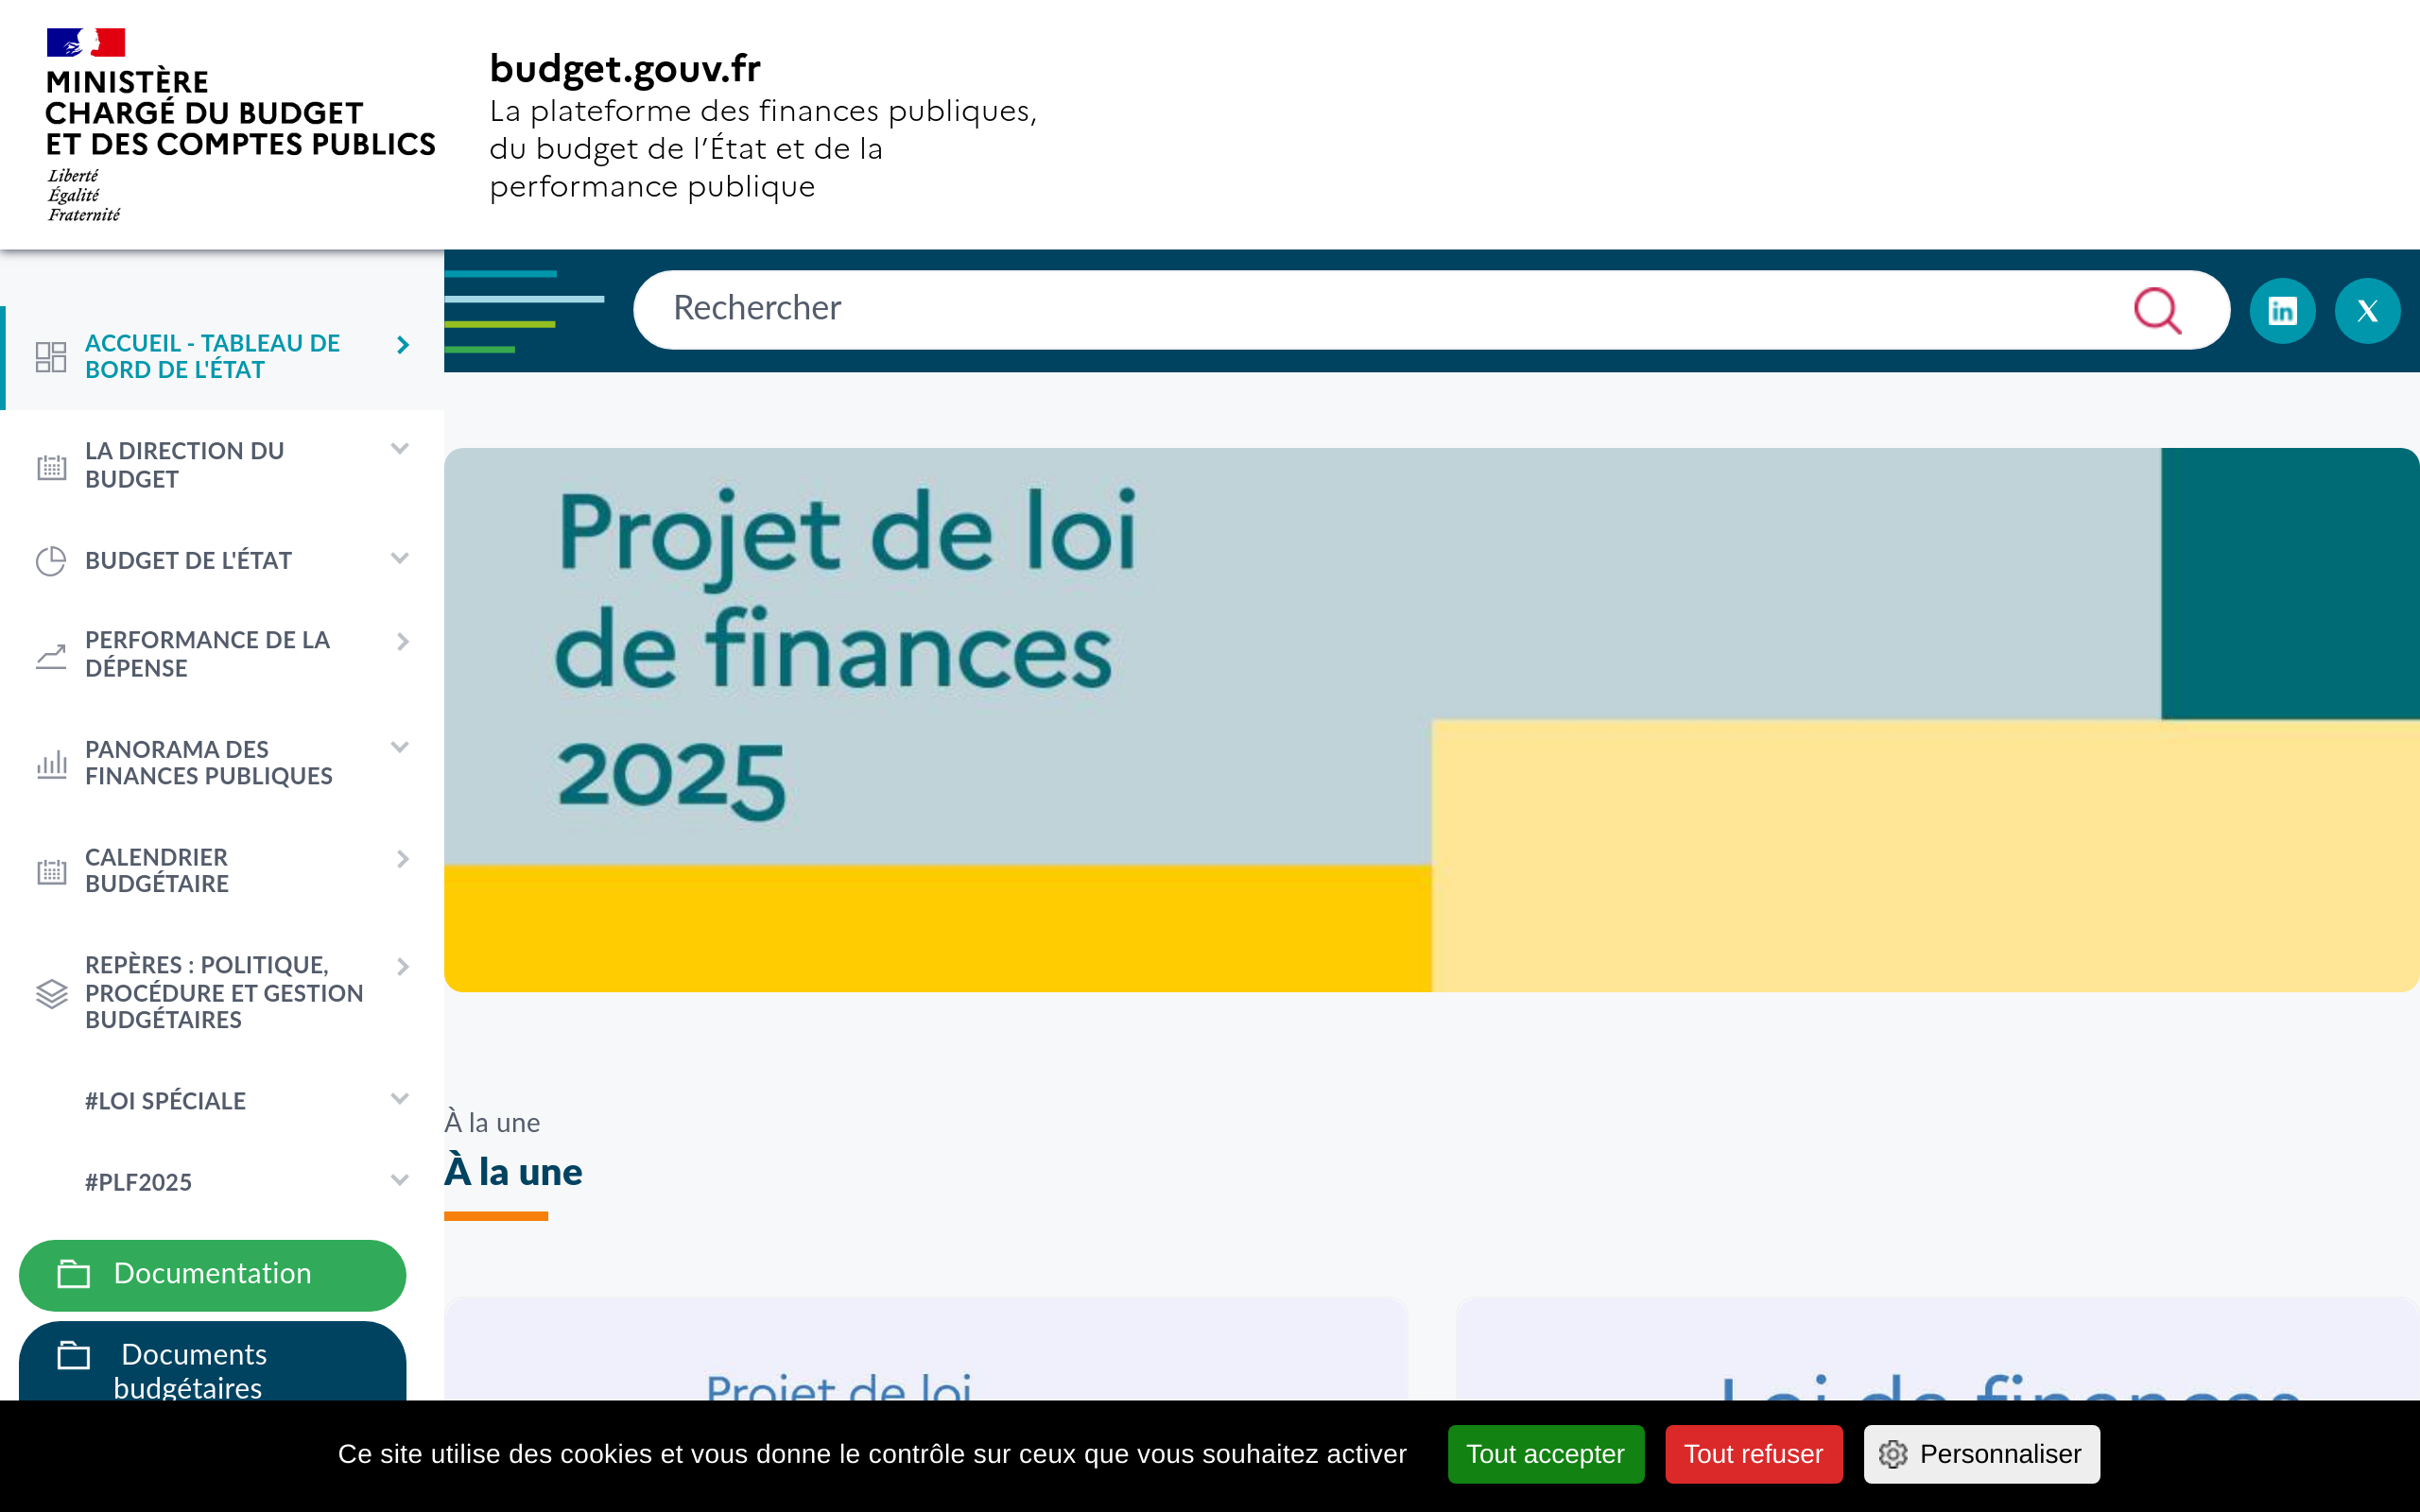 MINISTÈRE
CHARGÉ DU BUDGET
ET DES COMPTES PUBLICS
Liberté
Égalité
Fraternité
budget.gouv.fr
La plateforme des finances publiques,
du budget de l’État et de la
performance publique
Rechercher
ACCUEIL - TABLEAU DE
BORD DE L'ÉTAT
LA DIRECTION DU
BUDGET
BUDGET DE L'ÉTAT
PERFORMANCE DE LA
DÉPENSE
PANORAMA DES
FINANCES PUBLIQUES
CALENDRIER
BUDGÉTAIRE
REPÈRES : POLITIQUE,
PROCÉDURE ET GESTION
BUDGÉTAIRES
#LOI SPÉCIALE
#PLF2025
Documentation
Documents
budgétaires
Projet de loi
de finances
2025
À la une
À la une
Projet de loi
Loi de finances
Ce site utilise des cookies et vous donne le contrôle sur ceux que vous souhaitez activer
Tout accepter
Tout refuser
Personnaliser